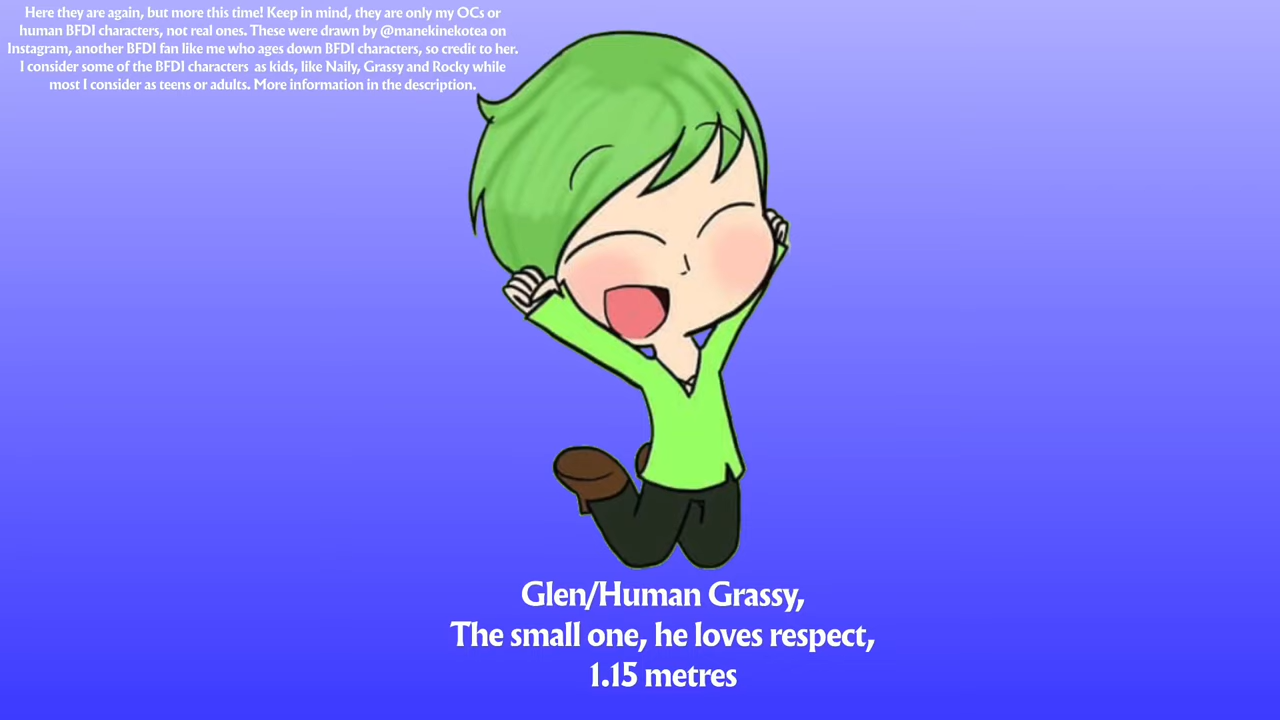 Here they are again, but more this time! Keep in mind, they are only my OCs or
human BFDI characters, not real ones. These were drawn by @manekinekotea on
Instagram, another BFDI fan like me who ages down BFDI characters, so credit to her.
I consider some of the BFDI characters as kids, like Naily, Grassy and Rocky while
most I consider as teens or adults. More information in the description.
Glen/Human Grassy,
The small one, he loves respect,
1.15 metres